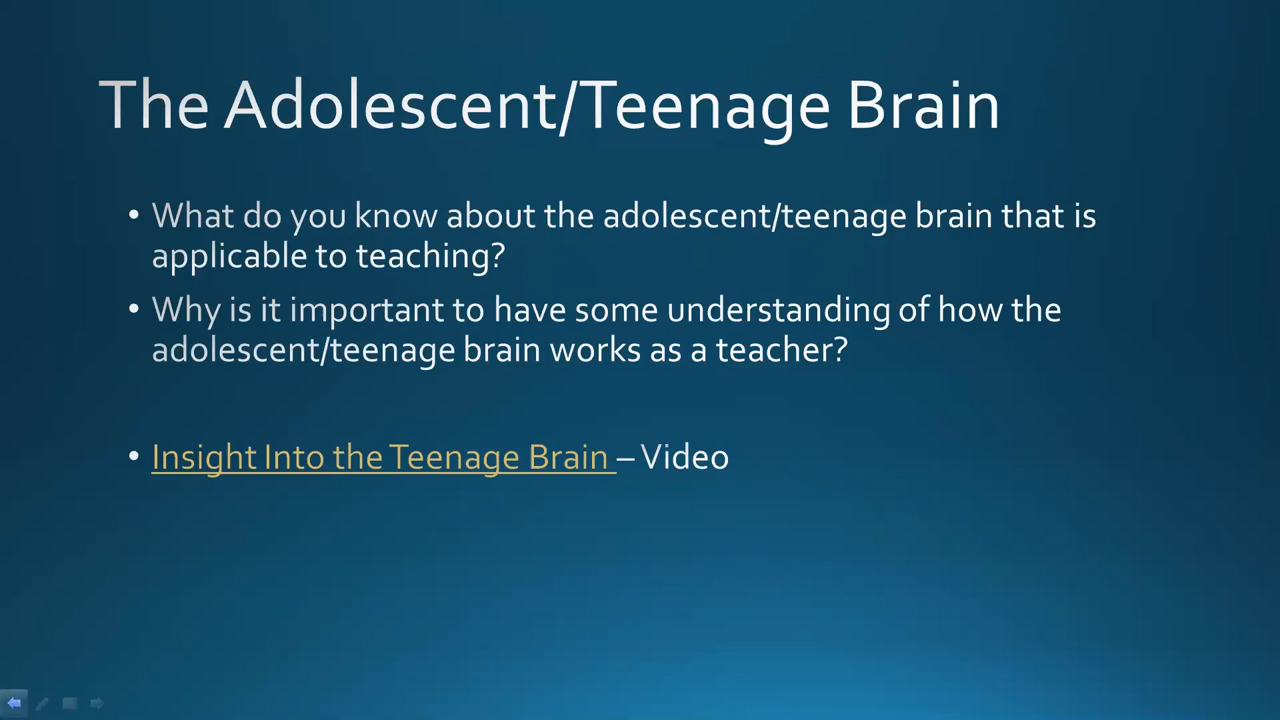 The Adolescent/Teenage Brain
• What do you know about the adolescent/teenage brain that is
applicable to teaching?
• Why is it important to have some understanding of how the
adolescent/teenage brain works as a teacher?
• Insight Into the Teenage Brain – Video